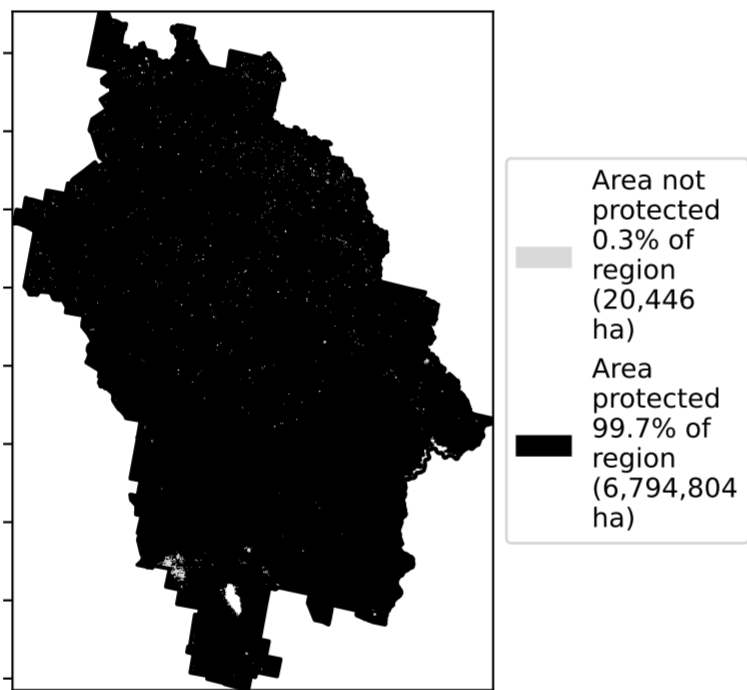 Area not
protected
0.3% of
region
(20,446
ha)
Area
protected
99.7% of
region
(6,794,804
ha)